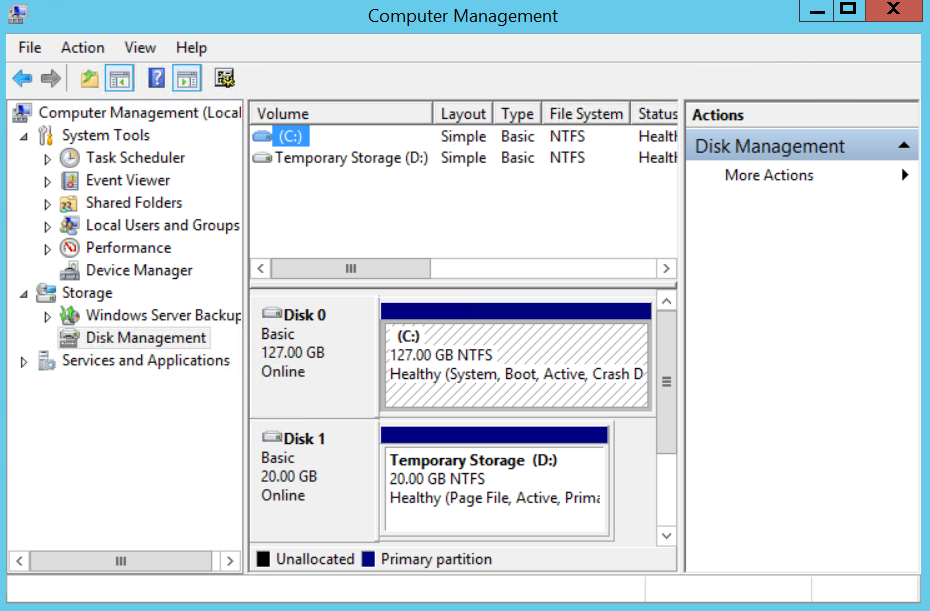 Computer Management
File Action View Help
Computer Management (Local
System Tools
Task Scheduler
Event Viewer
Shared Folders
Local Users and Groups
Performance
Device Manager
Storage
Windows Server Backup
Disk Management
Services and Applications
Volume Layout Type File System Status
(C:) Simple Basic NTFS Healt
Temporary Storage (D:) Simple Basic NTFS Healt
Disk 0
Basic
127.00 GB
Online
(C:)
127.00 GB NTFS
Healthy (System, Boot, Active, Crash D
Disk 1
Basic
20.00 GB
Online
Temporary Storage (D:)
20.00 GB NTFS
Healthy (Page File, Active, Prima
Unallocated Primary partition
Actions
Disk Management
More Actions